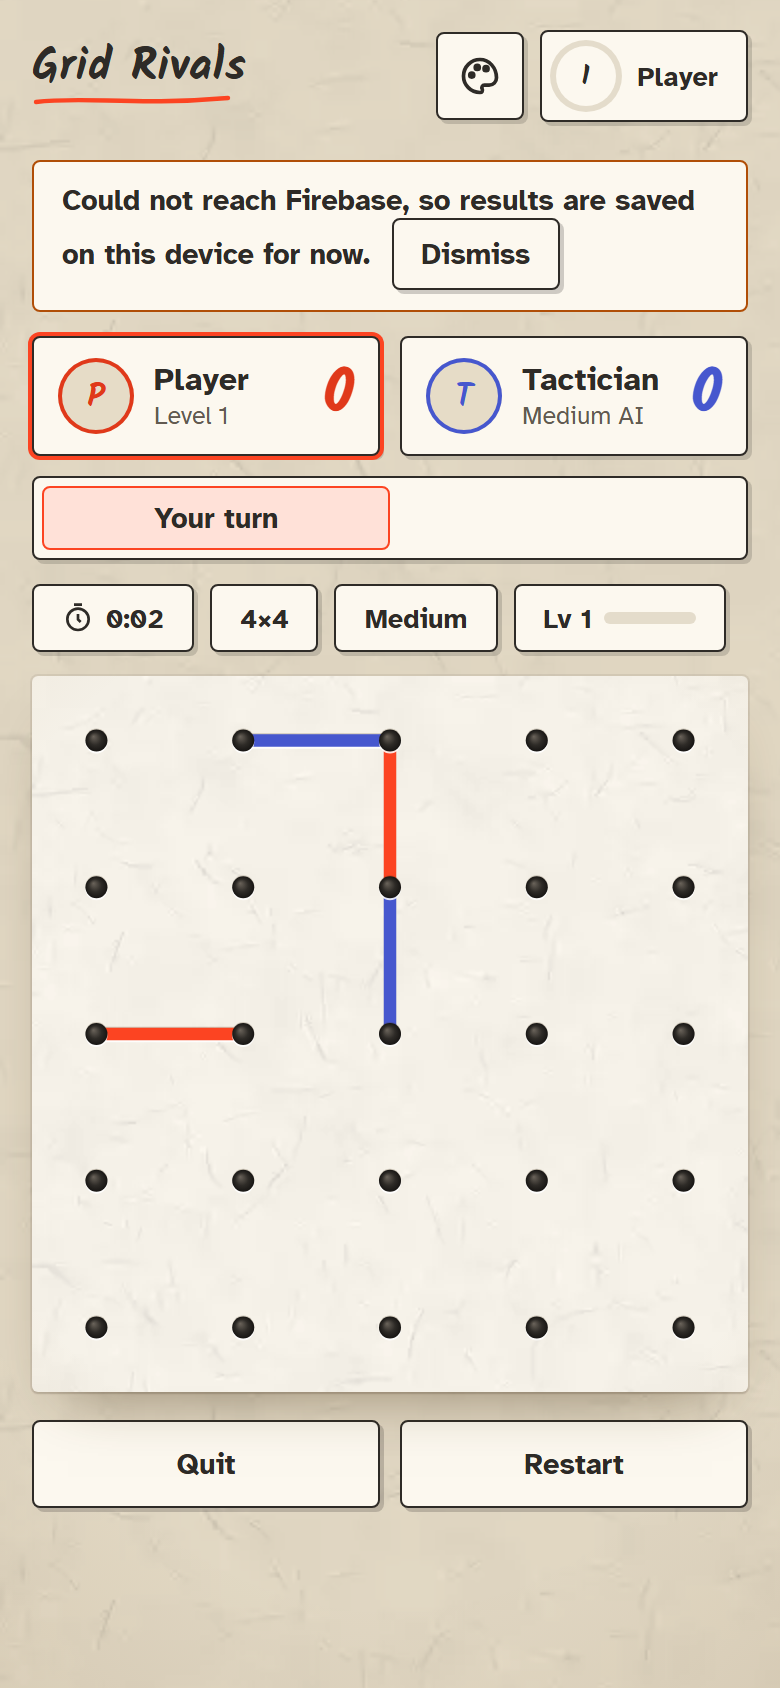 Grid Rivals
1
Player
Could not reach Firebase, so results are saved
on this device for now.
Dismiss
P
Player
Level 1
0
T
Tactician
Medium AI
0
Your turn
0:02
4×4
Medium
Lv 1
Quit
Restart